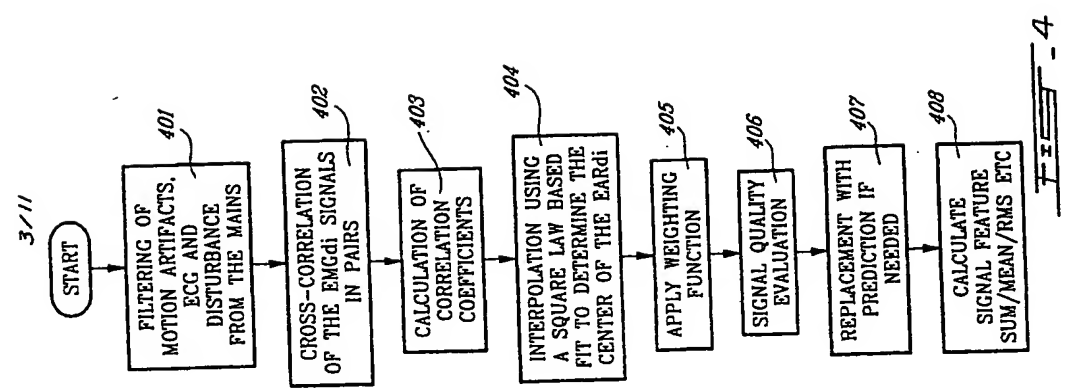 3/11
START
FILTERING OF
MOTION ARTIFACTS,
ECG AND
DISTURBANCE
FROM THE MAINS
401
CROSS-CORRELATION
OF THE EMGdi SIGNALS
IN PAIRS
402
CALCULATION OF
CORRELATION
COEFFICIENTS
403
INTERPOLATION USING
A SQUARE LAW BASED
FIT TO DETERMINE THE
CENTER OF THE EARdi
404
APPLY WEIGHTING
FUNCTION
405
SIGNAL QUALITY
EVALUATION
406
REPLACEMENT WITH
PREDICTION IF
NEEDED
407
CALCULATE
SIGNAL FEATURE
SUM/MEAN/RMS ETC
408
FIG-4